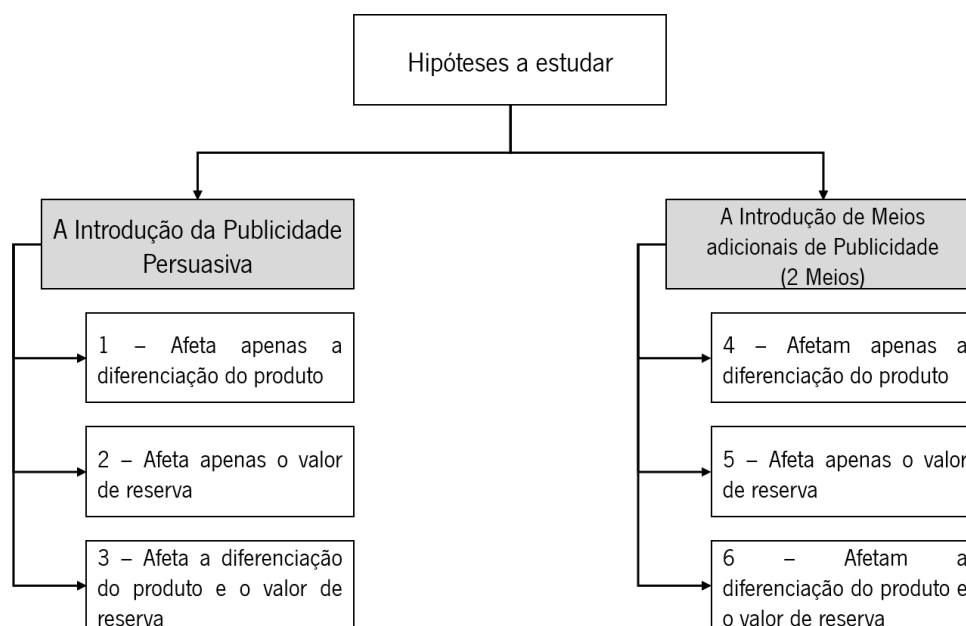 Hipóteses a estudar
A Introdução da Publicidade
Persuasiva
1 – Afeta apenas a
diferenciação do produto
2 – Afeta apenas o valor
de reserva
3 – Afeta a diferenciação
do produto e o valor de
reserva
A Introdução de Meios
adicionais de Publicidade
(2 Meios)
4 – Afetam apenas a
diferenciação do produto
5 – Afeta apenas o valor
de reserva
6 – Afetam a
diferenciação do produto e
o valor de reserva